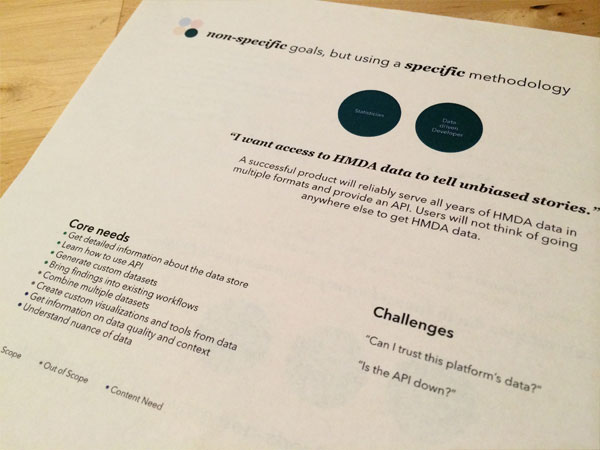 non-specific goals, but using a specific methodology
Statistician
Data
driven
Developer
“I want access to HMDA data to tell unbiased stories.”
A successful product will reliably serve all years of HMDA data in
multiple formats and provide an API. Users will not think of going
anywhere else to get HMDA data.
Core needs
• Get detailed information about the data store
• Learn how to use API
• Generate custom datasets
• Bring findings into existing workflows
• Combine multiple datasets
• Create custom visualizations and tools from data
• Get information on data quality and context
• Understand nuance of data
Scope • Out of Scope • Content Need
Challenges
“Can I trust this platform’s data?”
“Is the API down?”